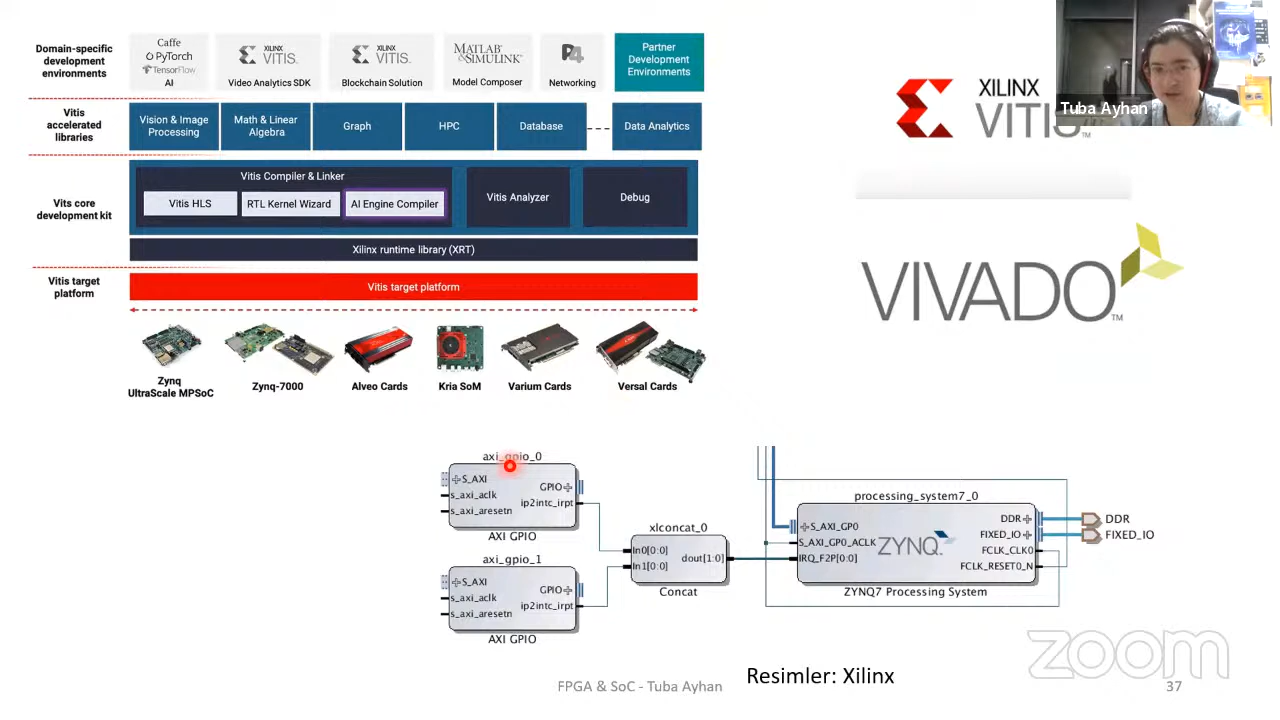 Domain-specific
development
environments
Caffe
PyTorch
TensorFlow
AI
XILINX
VITIS
Video Analytics SDK
XILINX
VITIS
Blockchain Solution
MATLAB
&SIMULINK
Model Composer
P4
Networking
Partner
Development
Environments
Vitis
accelerated
libraries
Vision & Image
Processing
Math & Linear
Algebra
Graph
HPC
Database
Data Analytics
Vits core
development kit
Vitis Compiler & Linker
Vitis HLS
RTL Kernel Wizard
AI Engine Compiler
Vitis Analyzer
Debug
Xilinx runtime library (XRT)
Vitis target
platform
Vitis target platform
Zynq
UltraScale MPSoC
Zynq-7000
Alveo Cards
Kria SoM
Varium Cards
Versal Cards
XILINX
VITIS
Tuba Ayhan
VIVADO™
axi_gpio_0
S_AXI
s_axi_aclk
s_axi_aresetn
GPIO
ip2intc_irpt
AXI GPIO
axi_gpio_1
S_AXI
s_axi_aclk
s_axi_aresetn
GPIO
ip2intc_irpt
AXI GPIO
xlconcat_0
In0[0:0]
In1[0:0]
dout[1:0]
Concat
processing_system7_0
S_AXI_GP0
S_AXI_GP0_ACLK
IRQ_F2P[0:0]
ZYNQ
DDR
FIXED_IO
FCLK_CLK0
FCLK_RESET0_N
ZYNQ7 Processing System
DDR
FIXED_IO
zoom
FPGA & SoC - Tuba Ayhan
Resimler: Xilinx
37